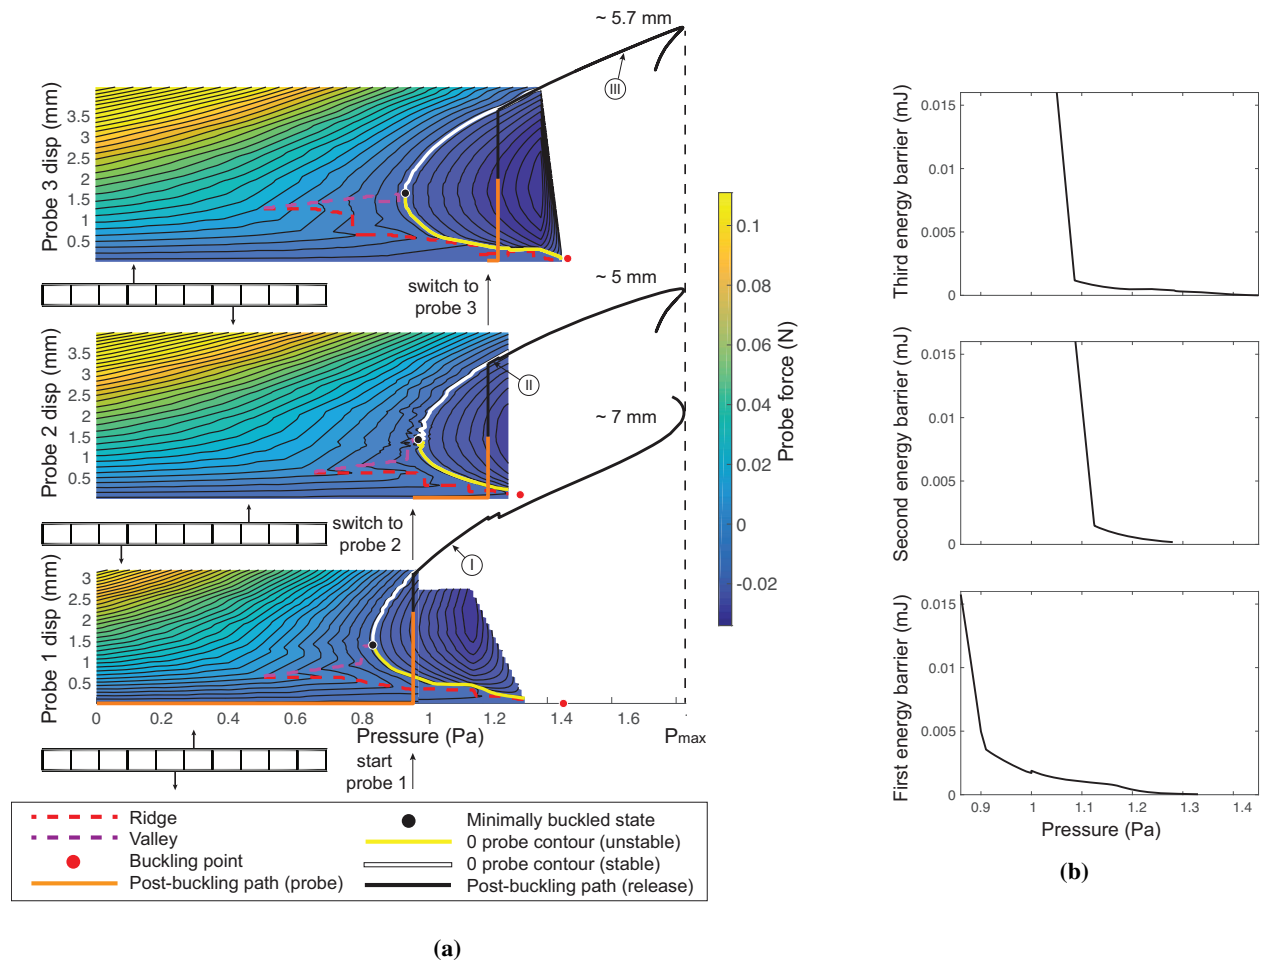 ~ 5.7 mm
III
Probe 3 disp (mm)
3.5
3
2.5
2
1.5
1
0.5
switch to
probe 3
~ 5 mm
II
Probe 2 disp (mm)
3.5
3
2.5
2
1.5
1
0.5
0
switch to
probe 2
~ 7 mm
I
Probe 1 disp (mm)
3
2.5
2
1.5
1
0.5
0
0.2
0.4
0.6
0.8
1
1.2
1.4
1.6
Pressure (Pa)
Pmax
start
probe 1
Probe force (N)
0.1
0.08
0.06
0.04
0.02
0
-0.02
Ridge
Valley
Buckling point
Post-buckling path (probe)
Minimally buckled state
0 probe contour (unstable)
0 probe contour (stable)
Post-buckling path (release)
(a)
Third energy barrier (mJ)
0.015
0.01
0.005
0
Second energy barrier (mJ)
0.015
0.01
0.005
0
First energy barrier (mJ)
0.015
0.01
0.005
0
0.9
1
1.1
1.2
1.3
1.4
Pressure (Pa)
(b)